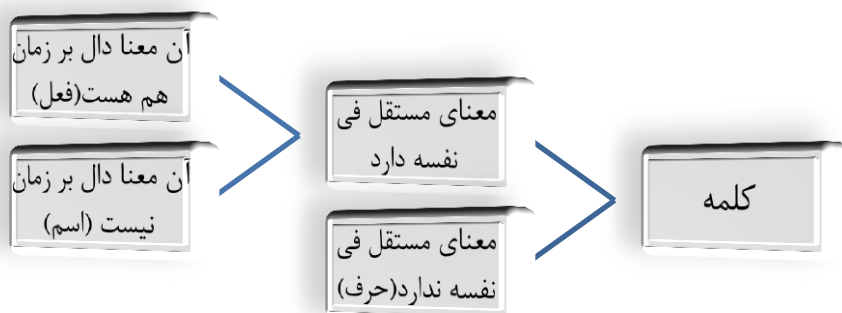 کلمه
معنای مستقل فی
نفسه دارد
معنای مستقل فی
نفسه ندارد(حرف)
آن معنا دال بر زمان
هم هست(فعل)
آن معنا دال بر زمان
نیست (اسم)